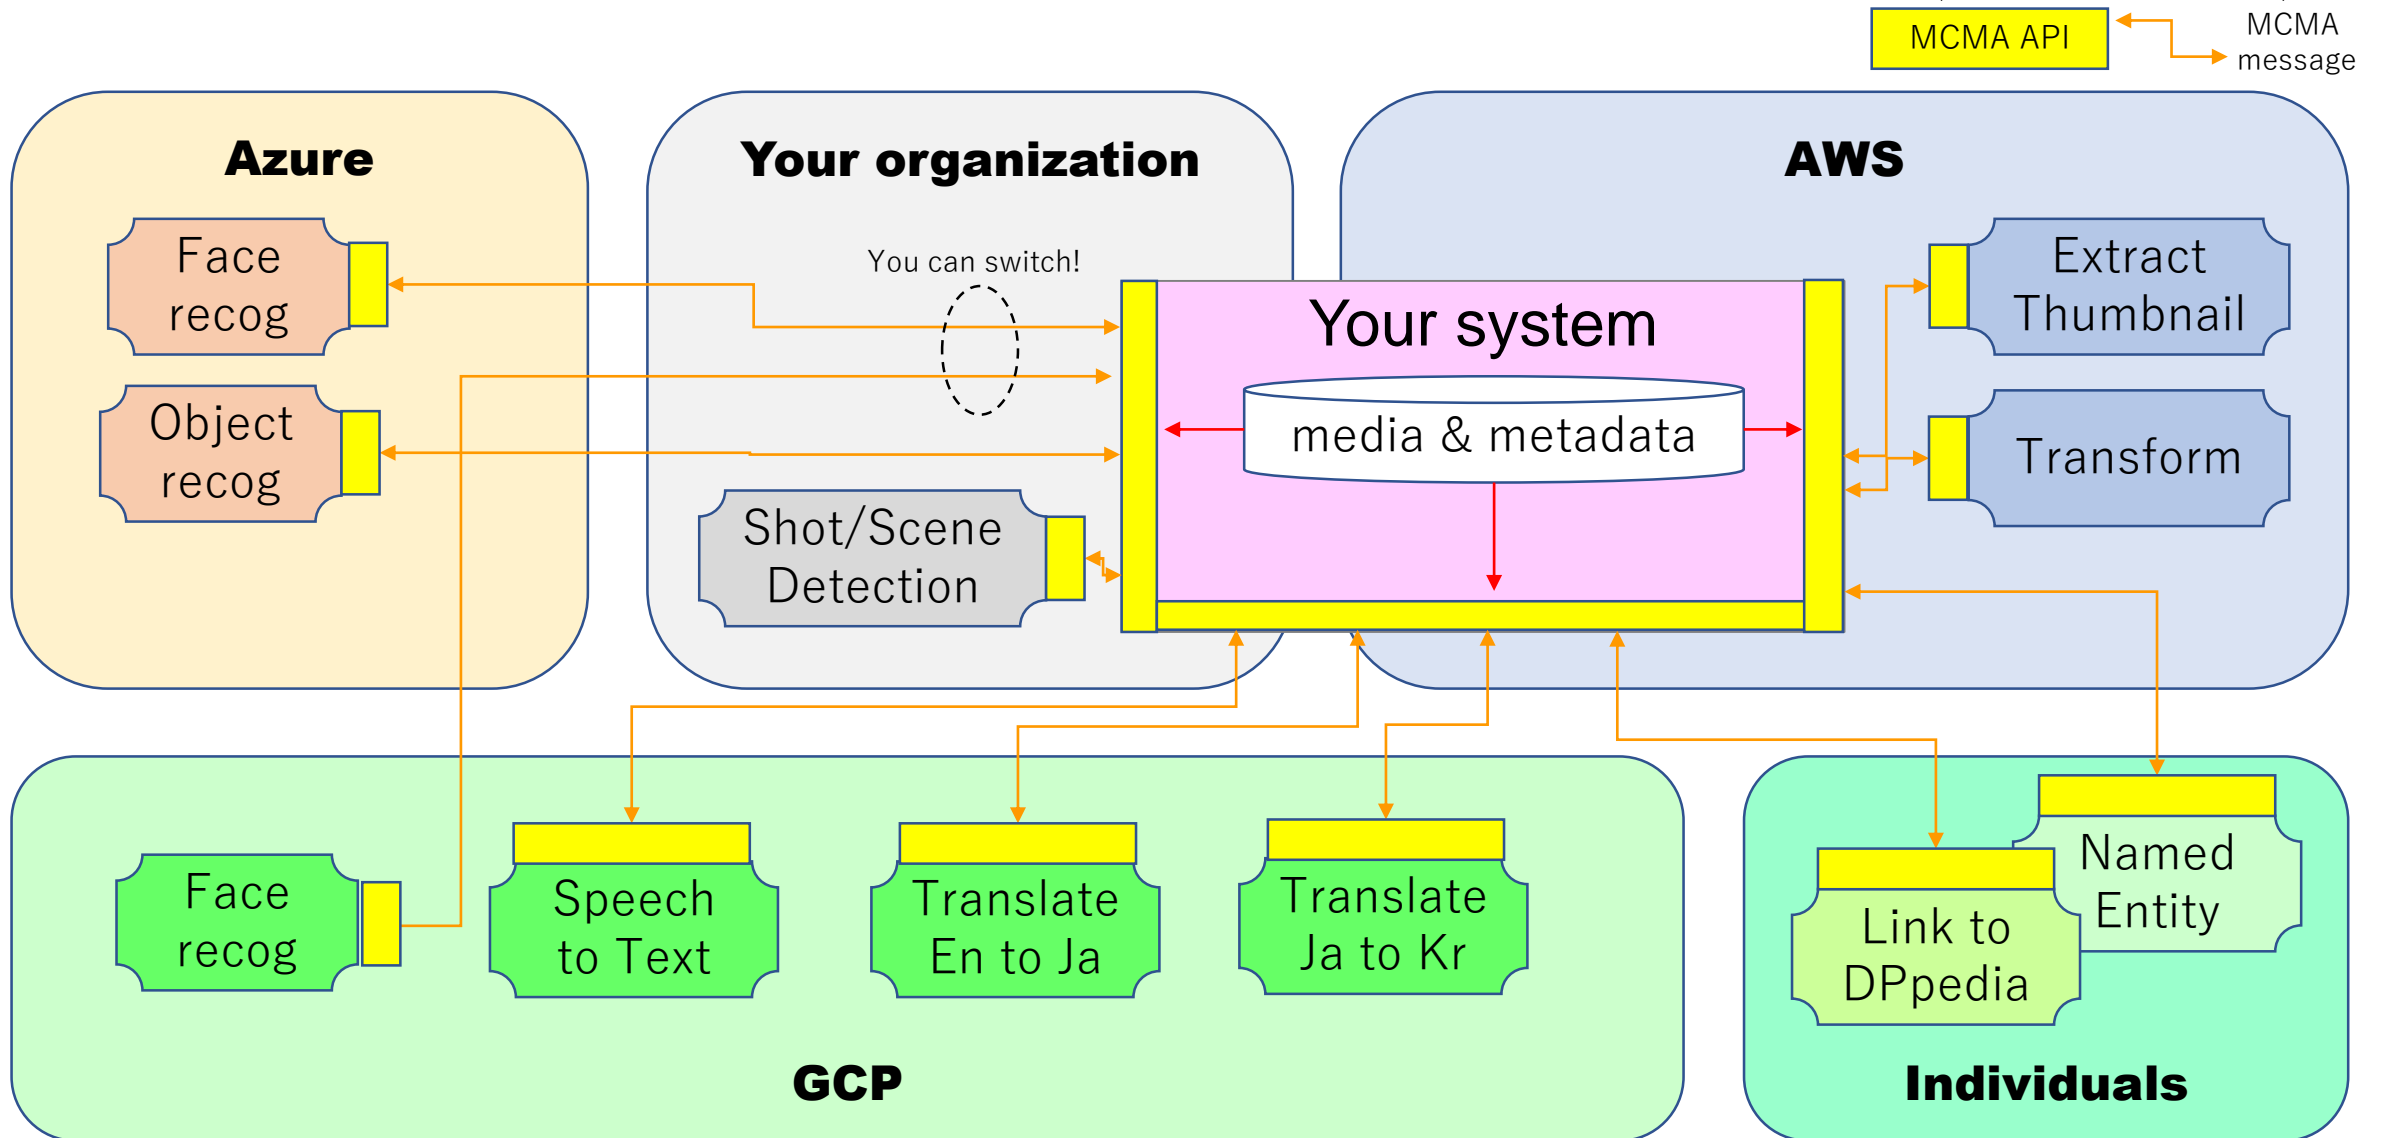 MCMA API
MCMA
message
Azure
Your organization
AWS
Face
recog
You can switch!
Your system
Extract
Thumbnail
Object
recog
media & metadata
Transform
Shot/Scene
Detection
Face
recog
Speech
to Text
Translate
En to Ja
Translate
Ja to Kr
Named
Entity
Link to
DPpedia
GCP
Individuals